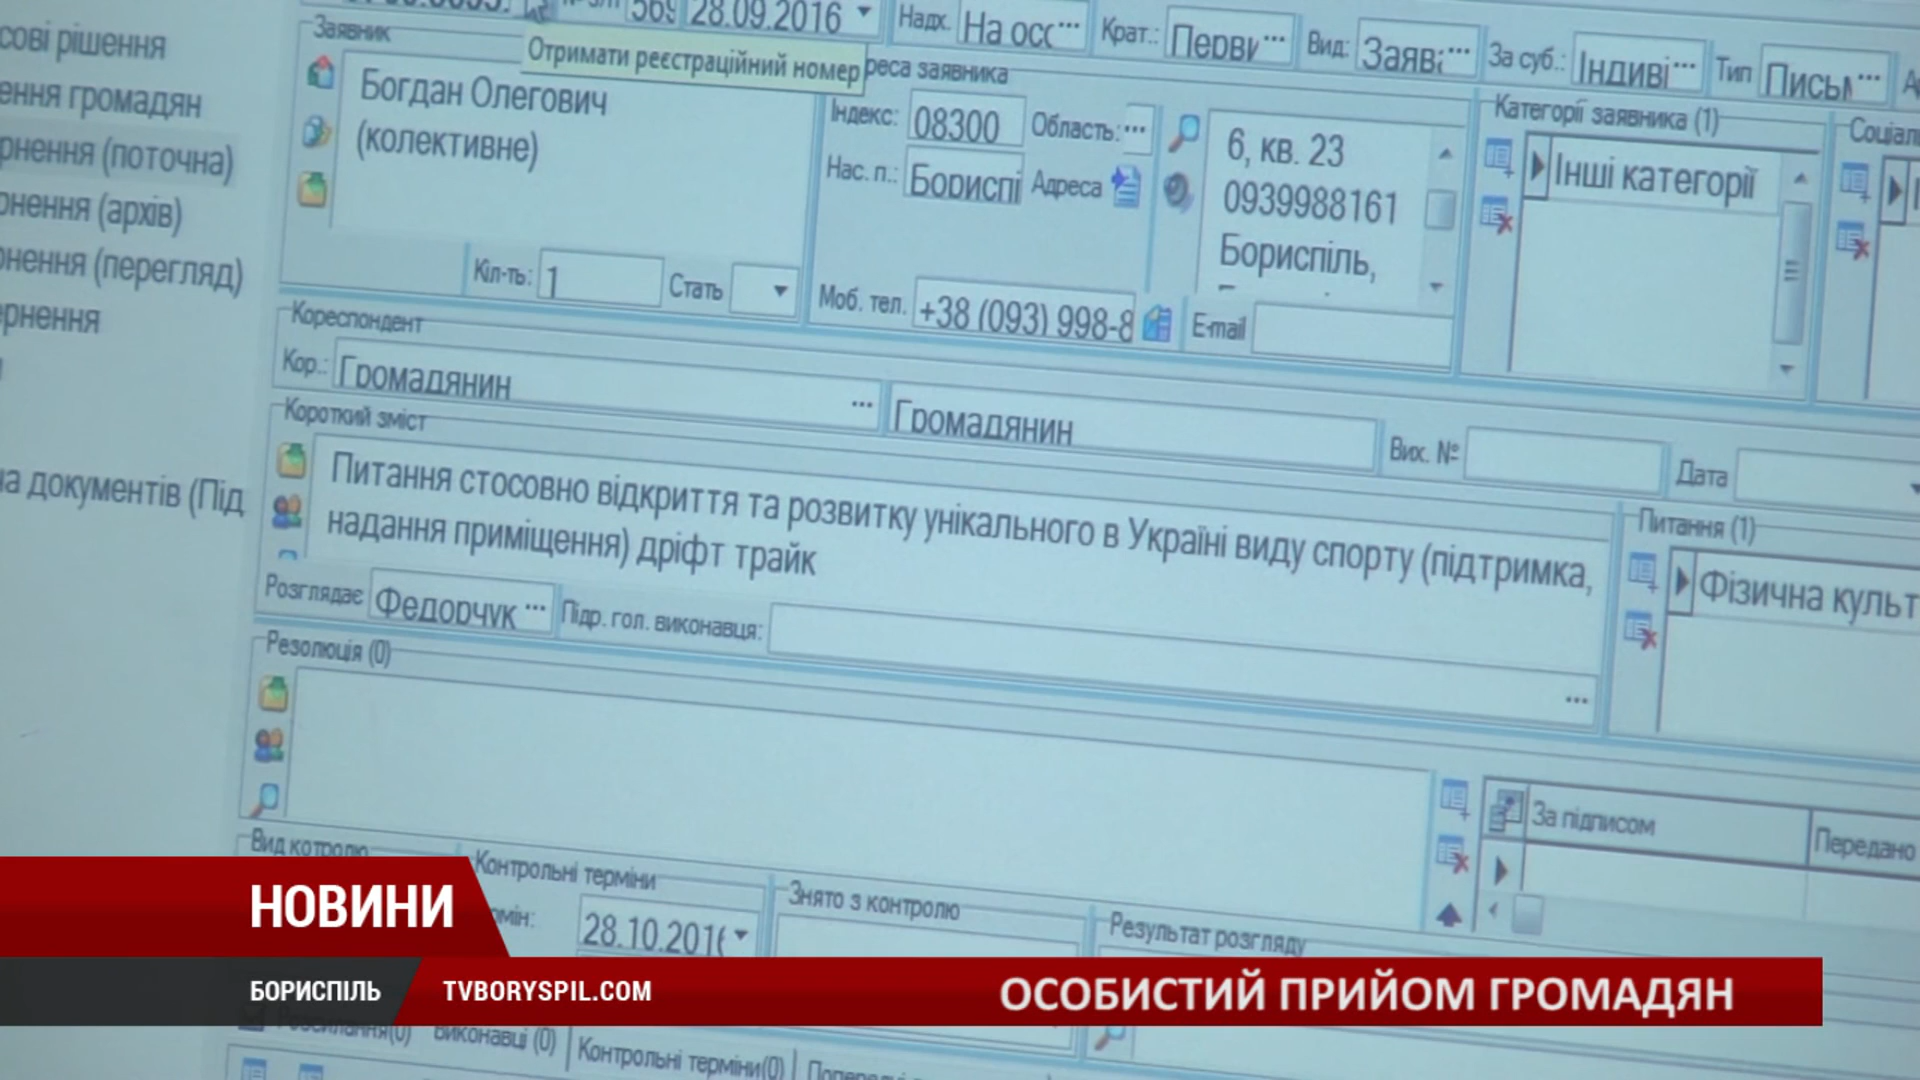 28.09.2016
Надх. На осс... Крат.: Перви... Вид: Заява... За суб.: Індиві... Тип Письм...
Отримати реєстраційний номер
сові рішення
ення громадян
рнення (поточна)
рнення (архів)
рнення (перегляд)
рнення
на документів (Під
Заявник
Богдан Олегович
(колективне)
Кіл-ть: 1 Стать
реса заявника
Індекс: 08300 Область: ...
Нас. п.: Бориспі Адреса
6, кв. 23
0939988161
Бориспіль,
Моб. тел. +38 (093) 998-8 E-mail
Категорії заявника (1)
Інші категорії
Соціаль
Кореспондент
Кор.: Громадянин ... Громадянин Вих. № Дата
Короткий зміст
Питання стосовно відкриття та розвитку унікального в Україні виду спорту (підтримка,
надання приміщення) дріфт трайк
Питання (1)
Фізична культ
Розглядає Федорчук ... Підр. гол. виконавця: ...
Резолюція (0)
За підписом Передано
Вид котролю
Контрольні терміни
мін: 28.10.2016
Знято з контролю
Результат розгляду
НОВИНИ
БОРИСПІЛЬ TVBORYSPIL.COM ОСОБИСТИЙ ПРИЙОМ ГРОМАДЯН
Розсилання(0) Виконавці (0) Контрольні терміни(0)